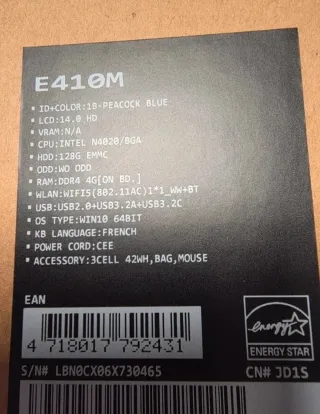 E410M
▪ ID+COLOR:1B-PEACOCK BLUE
▪ LCD:14.0 HD
▪ VRAM:N/A
▪ CPU:INTEL N4020/BGA
▪ HDD:128G EMMC
▪ ODD:WO ODD
▪ RAM:DDR4 4G[ON BD.]
▪ WLAN:WIFI5(802.11AC)1*1_WW+BT
▪ USB:USB2.0+USB3.2A+USB3.2C
▪ OS TYPE:WIN10 64BIT
▪ KB LANGUAGE:FRENCH
▪ POWER CORD:CEE
▪ ACCESSORY:3CELL 42WH,BAG,MOUSE
EAN
4 718017 792431
energy
ENERGY STAR
S/N# LBN0CX06X730465
CN# JD1S